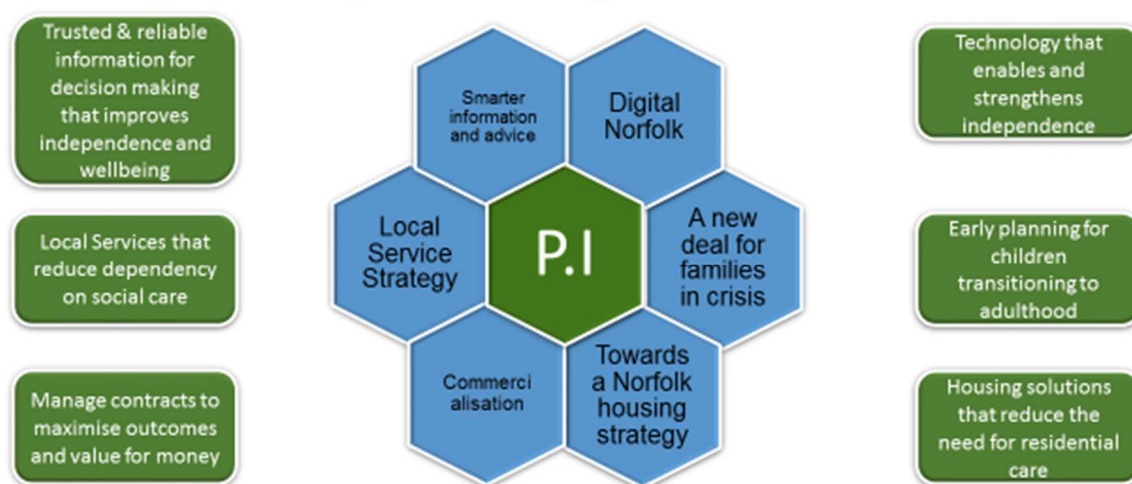 Trusted & reliable
information for
decision making
that improves
independence and
wellbeing
Local Services that
reduce dependency
on social care
Manage contracts to
maximise outcomes
and value for money
Smarter
information
and advice
Digital
Norfolk
Local
Service
Strategy
P.I
A new
deal for
families
in crisis
Commerci
alisation
Towards
a Norfolk
housing
strategy
Technology that
enables and
strengthens
independence
Early planning for
children
transitioning to
adulthood
Housing solutions
that reduce the
need for residential
care